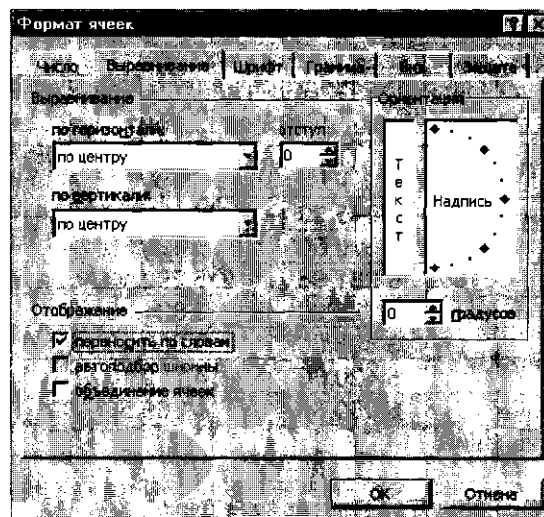 Формат ячеек
Число Выравнивание Шрифт Граница Вид Защита
Выравнивание
Ориентация
по горизонтали: отступ
по центру 0
по вертикали:
по центру
Текст
Надпись
0 градусов
Отображение
переносить по словам
автоподбор ширины
объединение ячеек
ОК Отмена